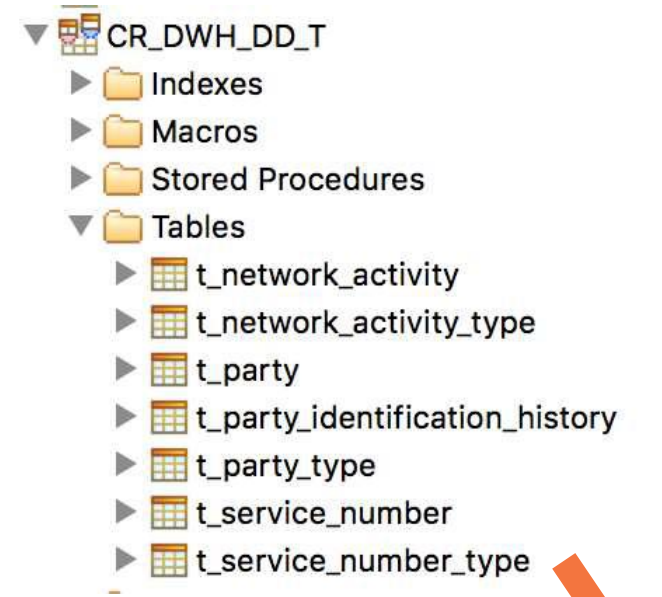 CR_DWH_DD_T
Indexes
Macros
Stored Procedures
Tables
t_network_activity
t_network_activity_type
t_party
t_party_identification_history
t_party_type
t_service_number
t_service_number_type